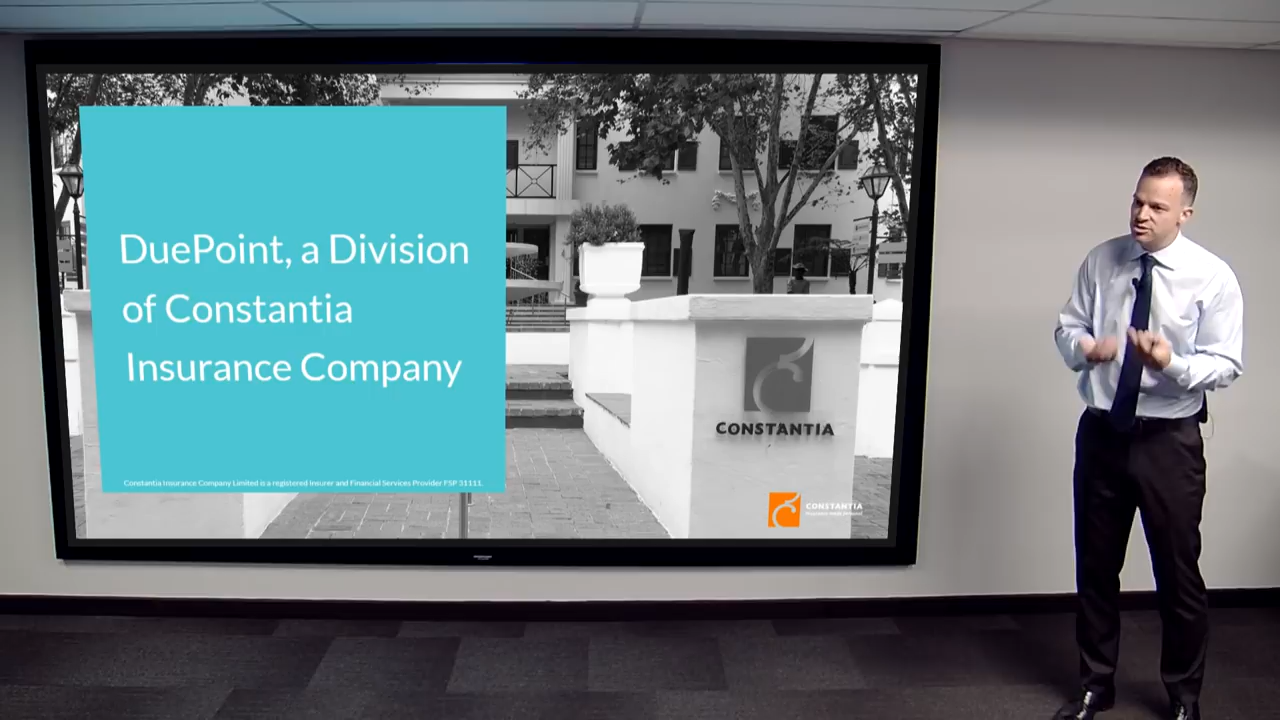 DuePoint, a Division
of Constantia
Insurance Company
Constantia Insurance Company Limited is a registered Insurer and Financial Services Provider FSP 31111.
CONSTANTIA
CONSTANTIA